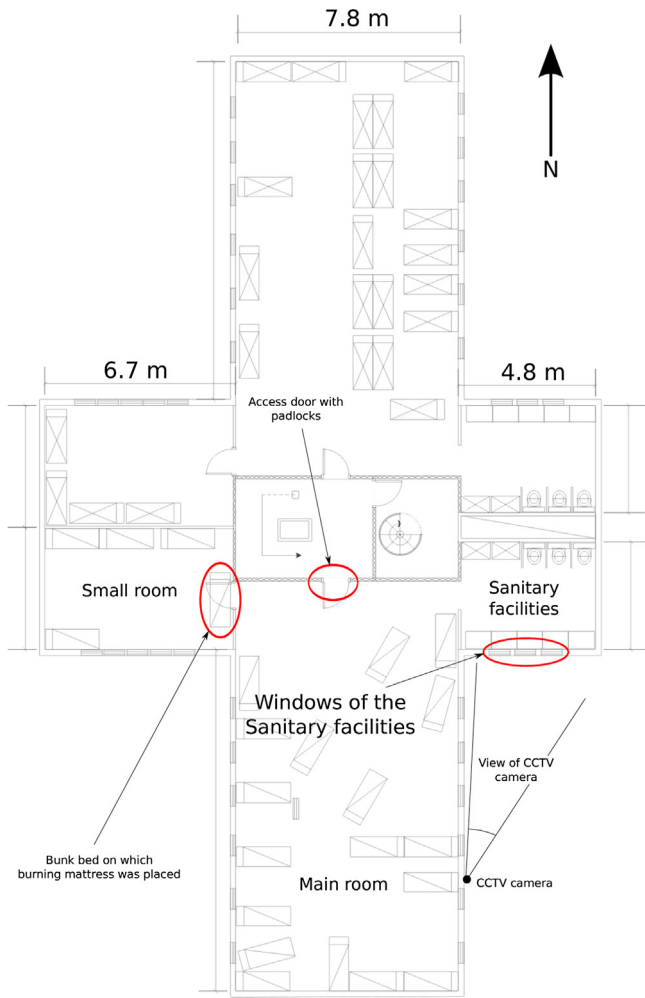 7.8 m
N
6.7 m
4.8 m
Access door with
padlocks
Small room
Sanitary
facilities
Windows of the
Sanitary facilities
View of CCTV
camera
Bunk bed on which
burning mattress was placed
Main room
CCTV camera